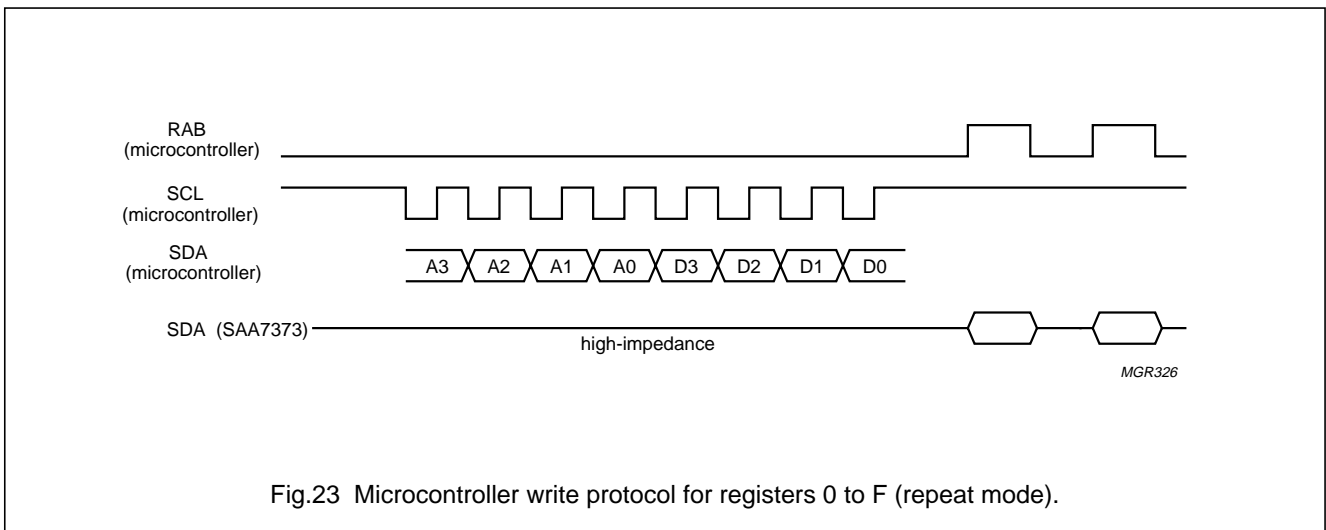 RAB
(microcontroller)
SCL
(microcontroller)
SDA
(microcontroller)
A3 A2 A1 A0 D3 D2 D1 D0
SDA (SAA7373)
high-impedance
MGR326
Fig.23 Microcontroller write protocol for registers 0 to F (repeat mode).